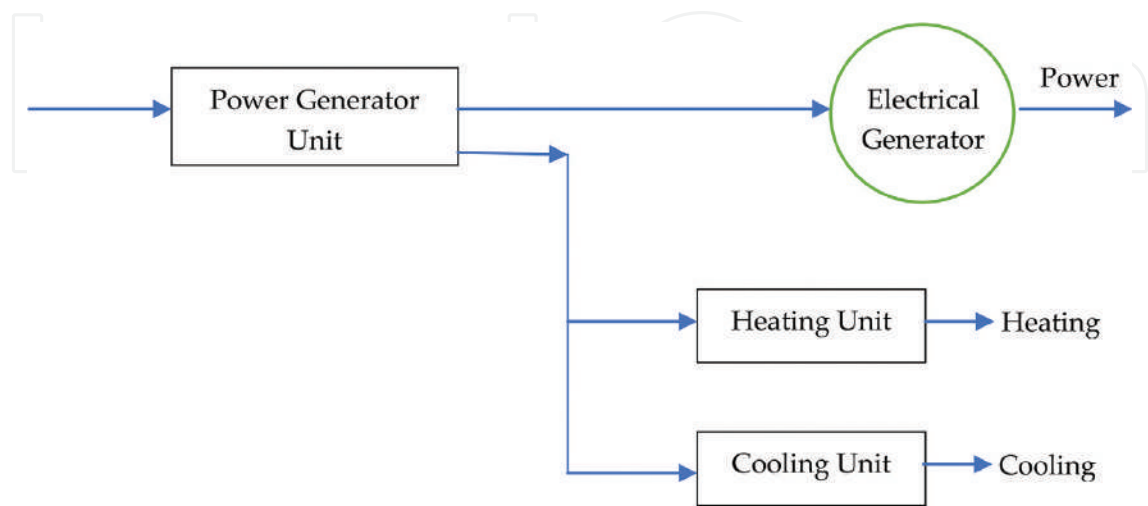 Power Generator
Unit
Electrical
Generator
Power
Heating Unit
Heating
Cooling Unit
Cooling